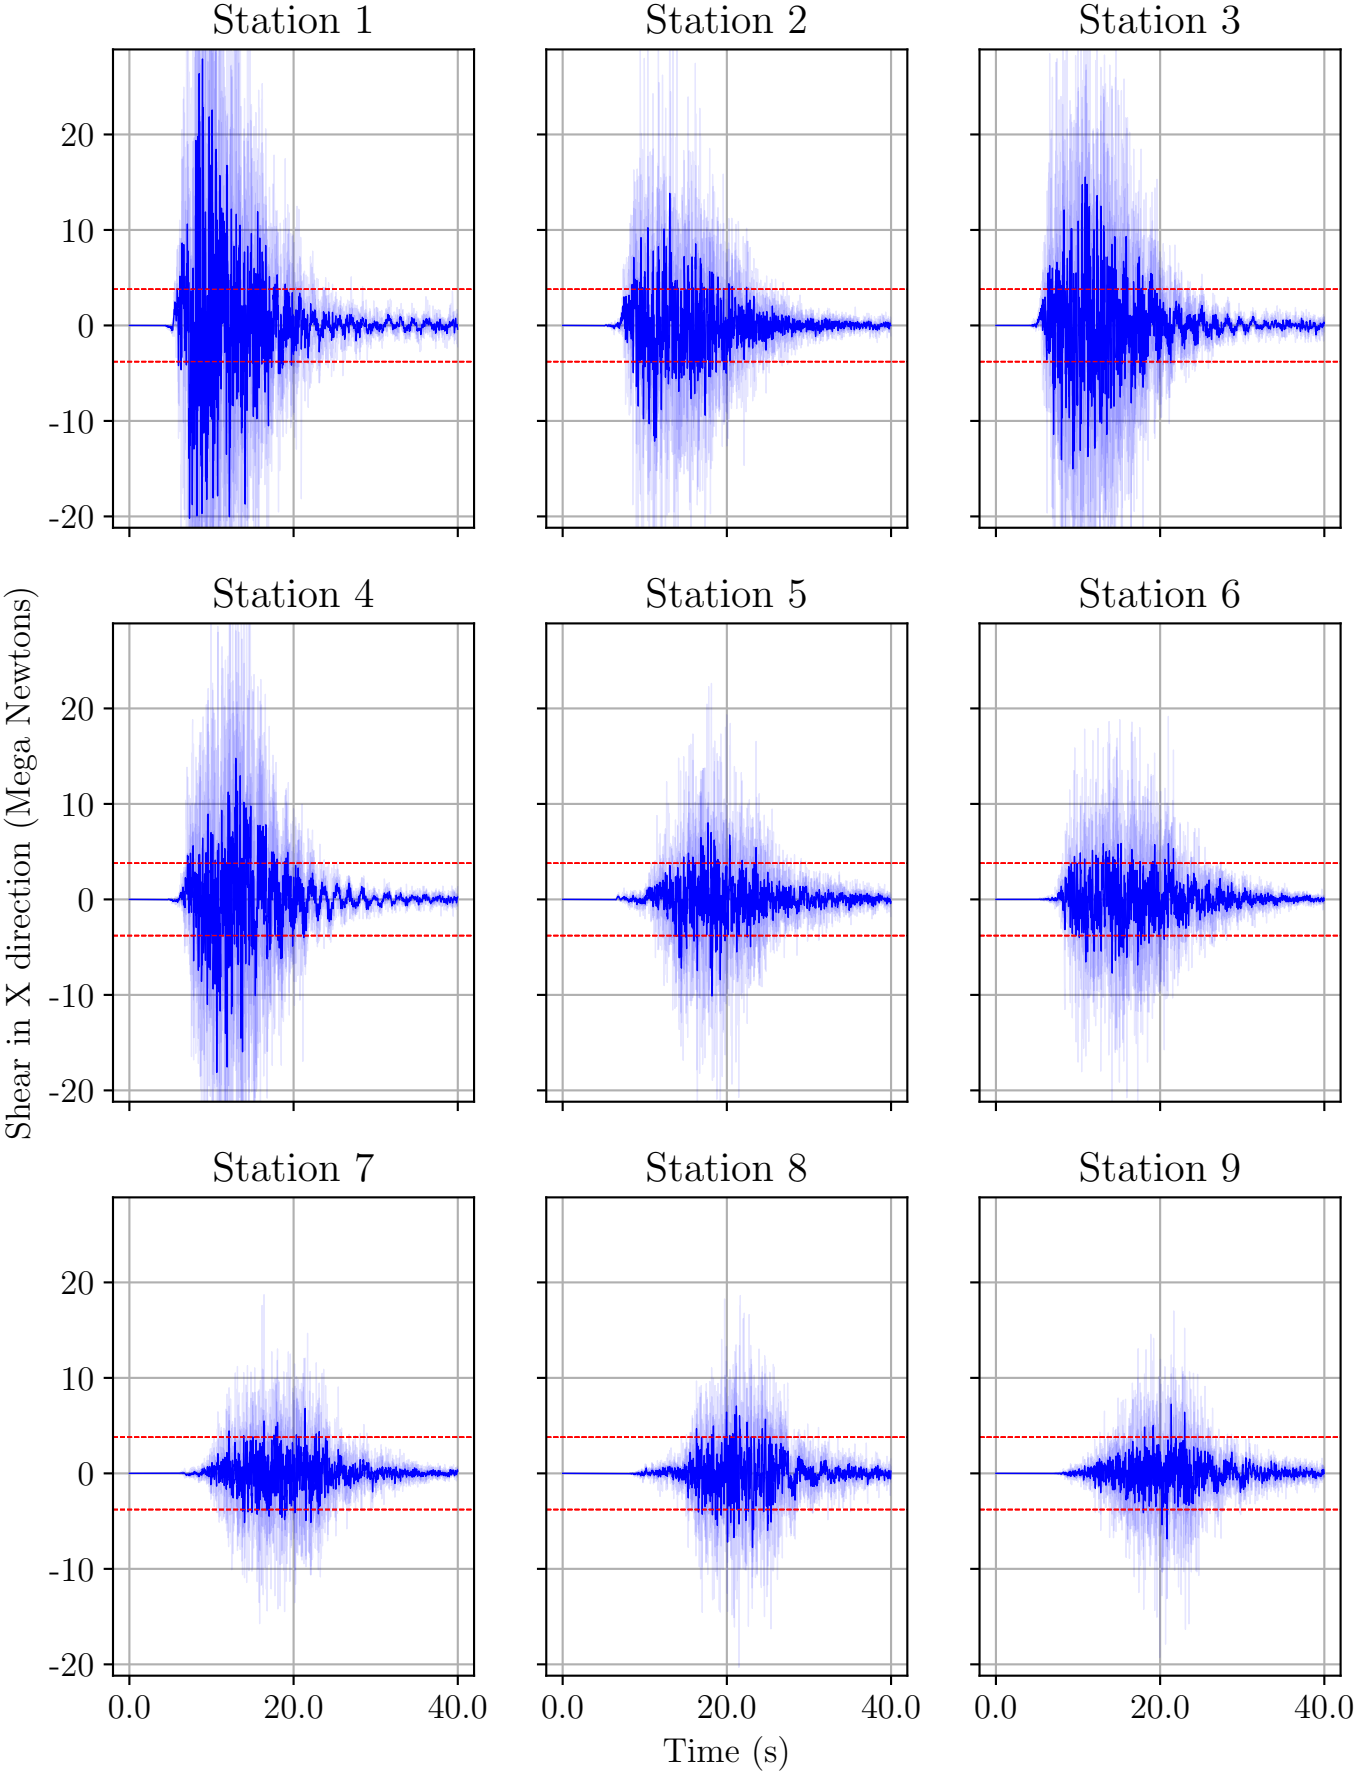 Station 1
Station 2
Station 3
20
10
0
-10
-20
Station 4
Station 5
Station 6
Shear in X direction (Mega Newtons)
20
10
0
-10
-20
Station 7
Station 8
Station 9
20
10
0
-10
-20
0.0 20.0 40.0
0.0 20.0 40.0
0.0 20.0 40.0
Time (s)